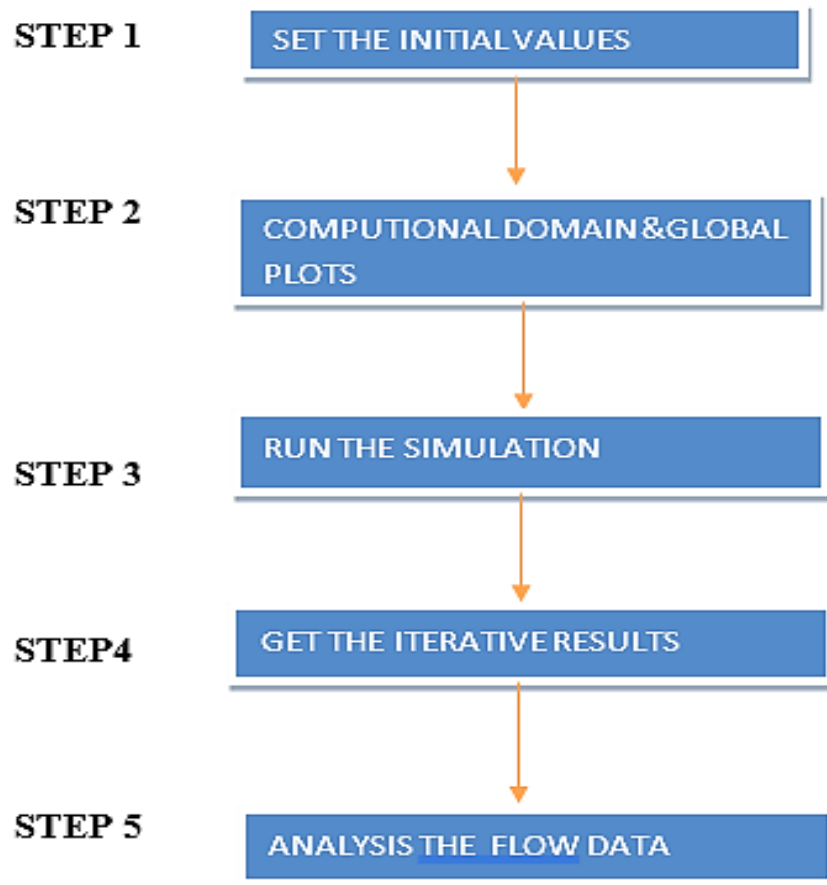 STEP 1
SET THE INITIAL VALUES
STEP 2
COMPUTIONAL DOMAIN & GLOBAL
PLOTS
STEP 3
RUN THE SIMULATION
STEP4
GET THE ITERATIVE RESULTS
STEP 5
ANALYSIS THE FLOW DATA